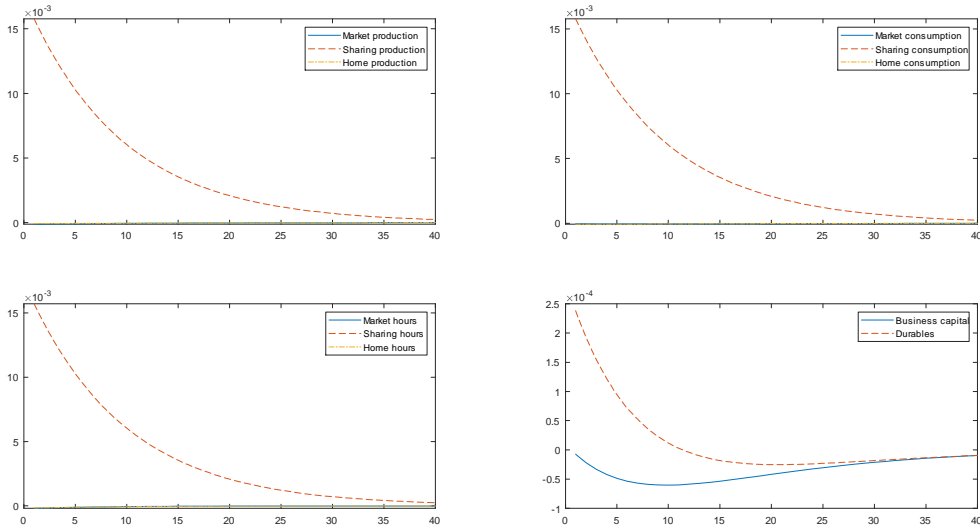 ×10⁻³
15
10
5
0
0 5 10 15 20 25 30 35 40
Market production
Sharing production
Home production
×10⁻³
15
10
5
0
0 5 10 15 20 25 30 35 40
Market consumption
Sharing consumption
Home consumption
×10⁻³
15
10
5
0
0 5 10 15 20 25 30 35 40
Market hours
Sharing hours
Home hours
×10⁻⁴
2.5
2
1.5
1
0.5
0
-0.5
-1
0 5 10 15 20 25 30 35 40
Business capital
Durables